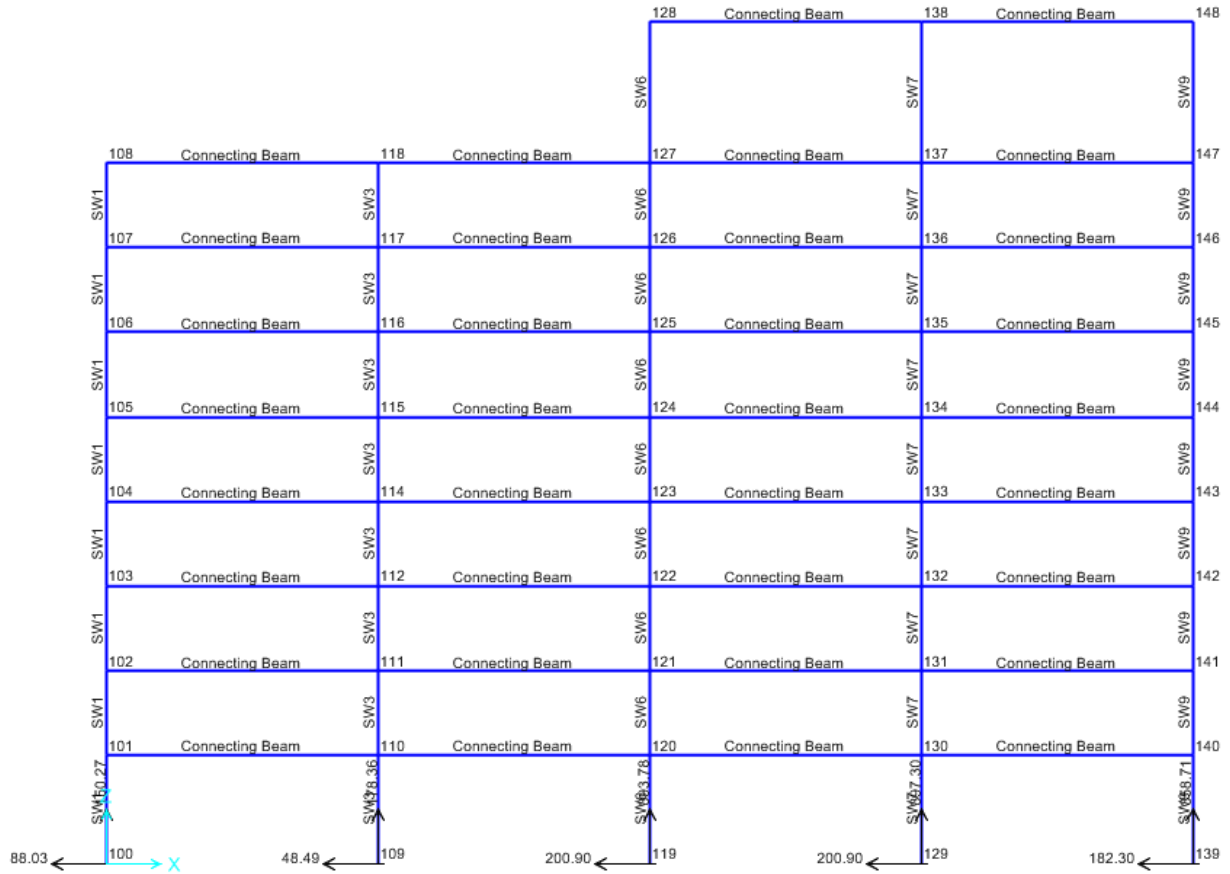 128
Connecting Beam
138
Connecting Beam
148
SW6
SW7
SW9
108
Connecting Beam
118
Connecting Beam
127
Connecting Beam
137
Connecting Beam
147
SW1
SW3
SW6
SW7
SW9
107
Connecting Beam
117
Connecting Beam
126
Connecting Beam
136
Connecting Beam
146
SW1
SW3
SW6
SW7
SW9
106
Connecting Beam
116
Connecting Beam
125
Connecting Beam
135
Connecting Beam
145
SW1
SW3
SW6
SW7
SW9
105
Connecting Beam
115
Connecting Beam
124
Connecting Beam
134
Connecting Beam
144
SW1
SW3
SW6
SW7
SW9
104
Connecting Beam
114
Connecting Beam
123
Connecting Beam
133
Connecting Beam
143
SW1
SW3
SW6
SW7
SW9
103
Connecting Beam
112
Connecting Beam
122
Connecting Beam
132
Connecting Beam
142
SW1
SW3
SW6
SW7
SW9
102
Connecting Beam
111
Connecting Beam
121
Connecting Beam
131
Connecting Beam
141
SW1
SW3
SW6
SW7
SW9
101
Connecting Beam
110
Connecting Beam
120
Connecting Beam
130
Connecting Beam
140
88.03
100
X
48.49
109
200.90
119
200.90
129
182.30
139